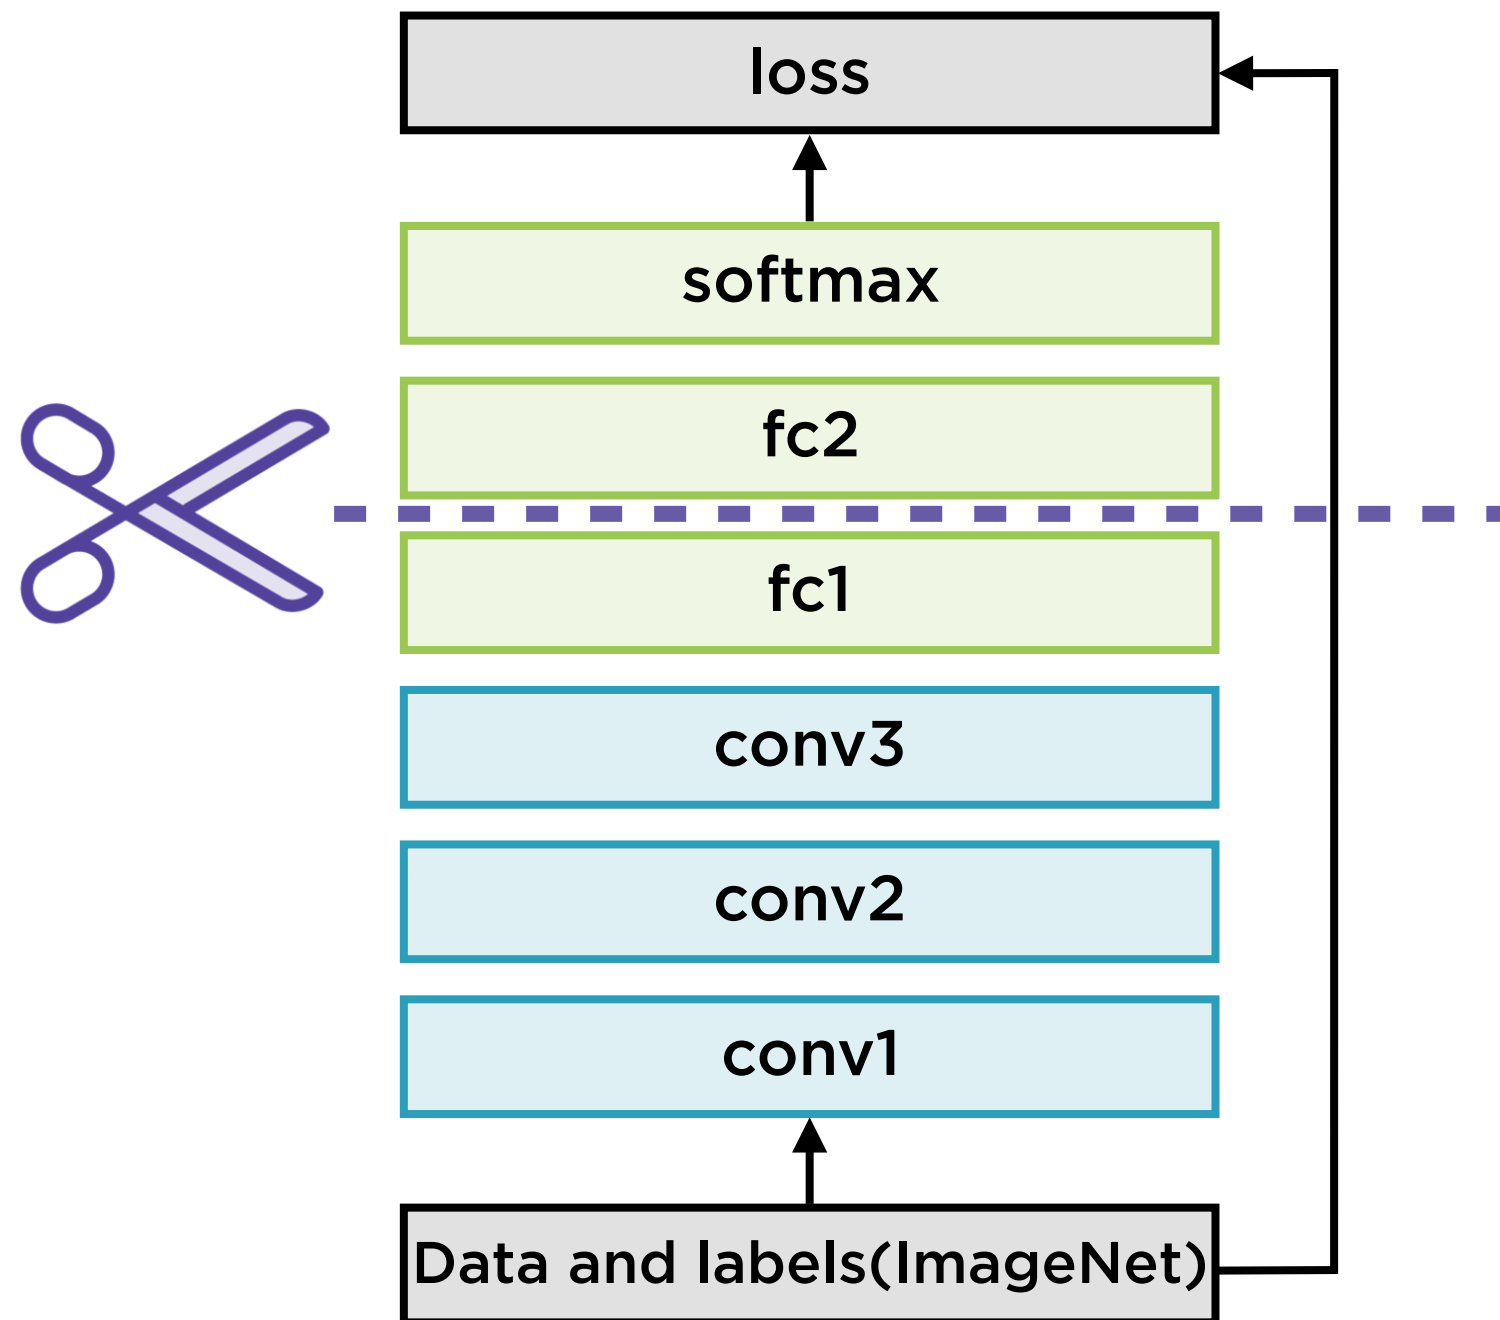 loss
softmax
fc2
fc1
conv3
conv2
conv1
Data and labels(ImageNet)